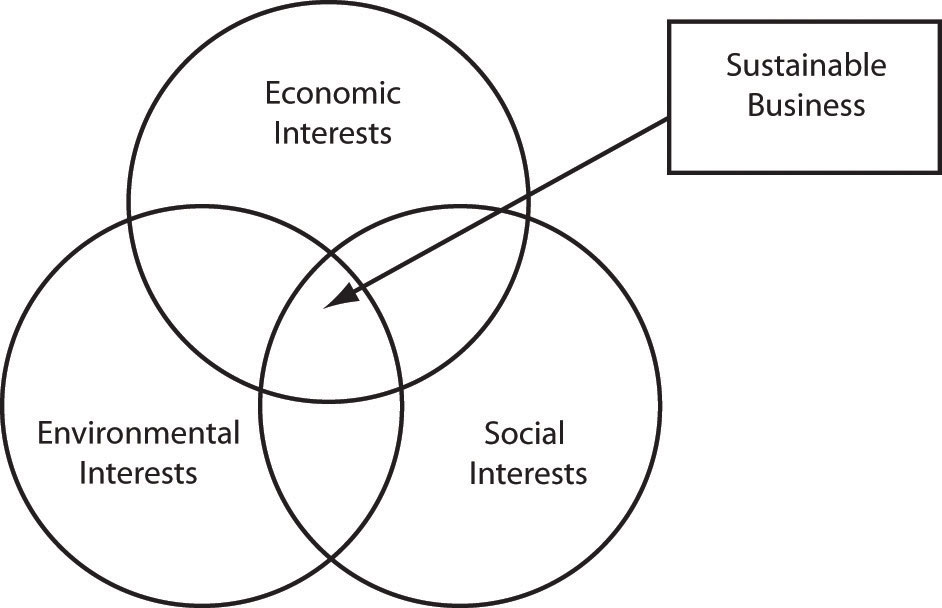 Economic
Interests
Sustainable
Business
Environmental
Interests
Social
Interests